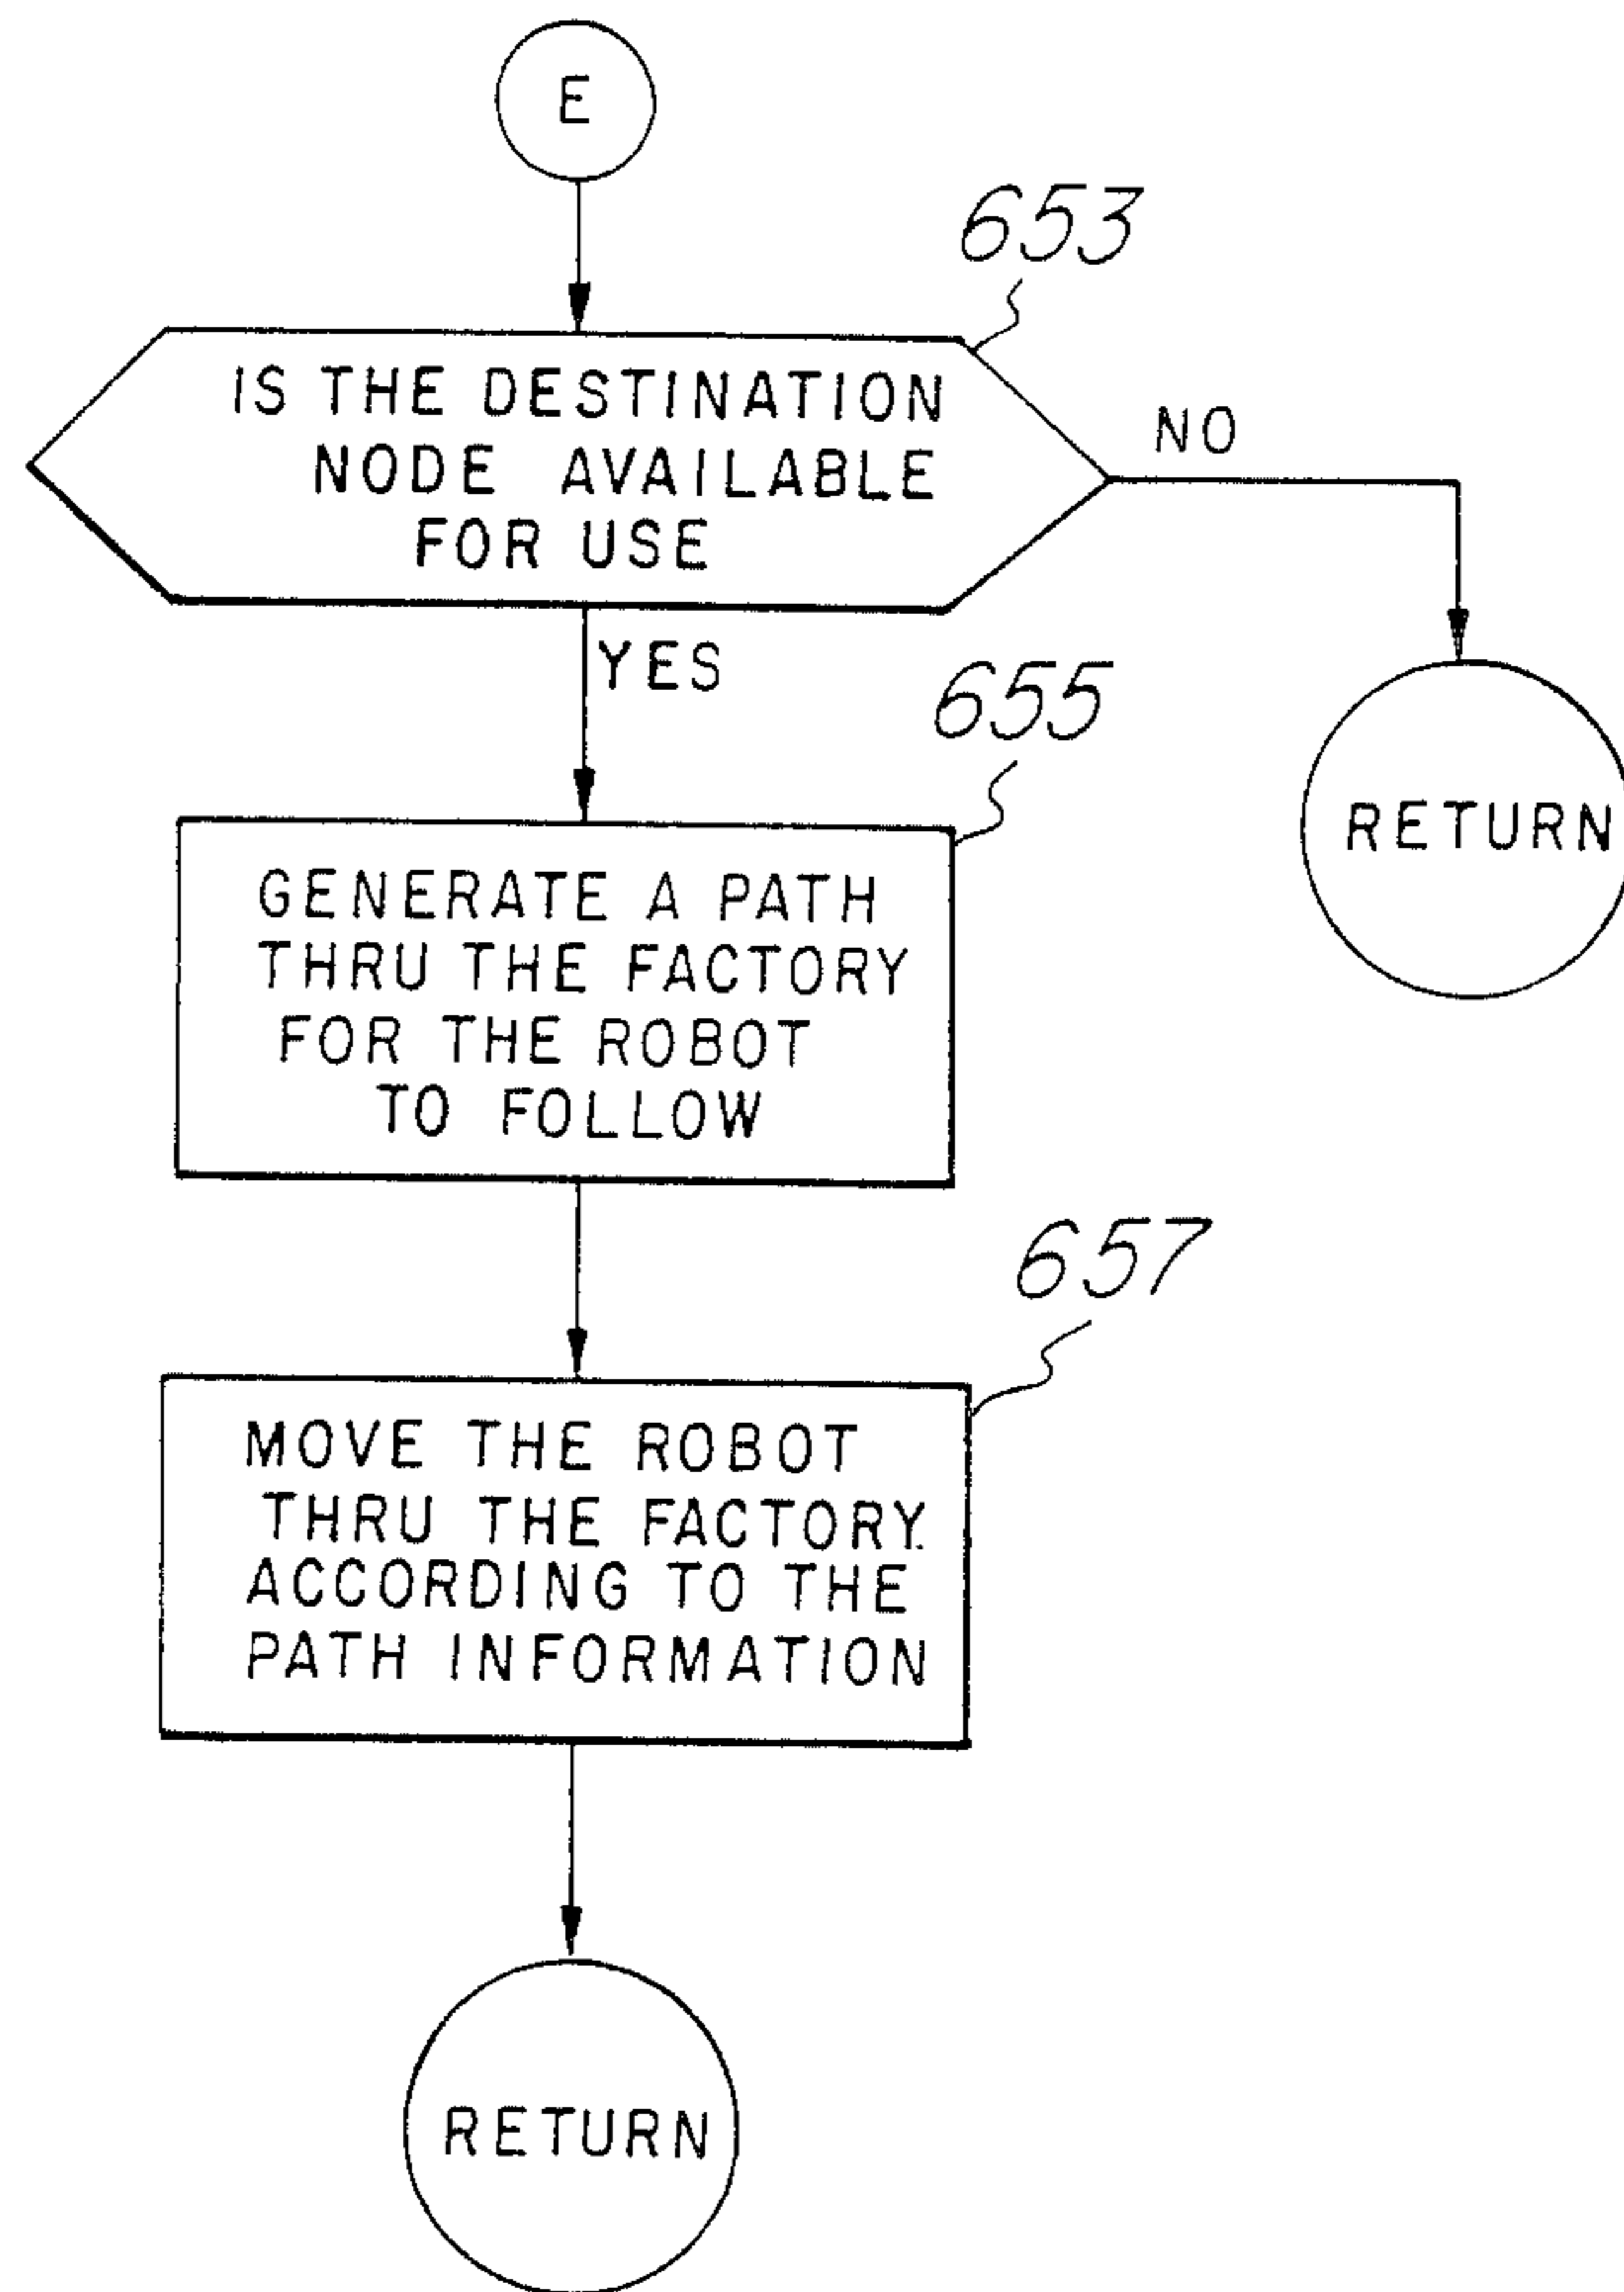 E
653
IS THE DESTINATION
NODE AVAILABLE
FOR USE
NO
YES
RETURN
655
GENERATE A PATH
THRU THE FACTORY
FOR THE ROBOT
TO FOLLOW
657
MOVE THE ROBOT
THRU THE FACTORY
ACCORDING TO THE
PATH INFORMATION
RETURN